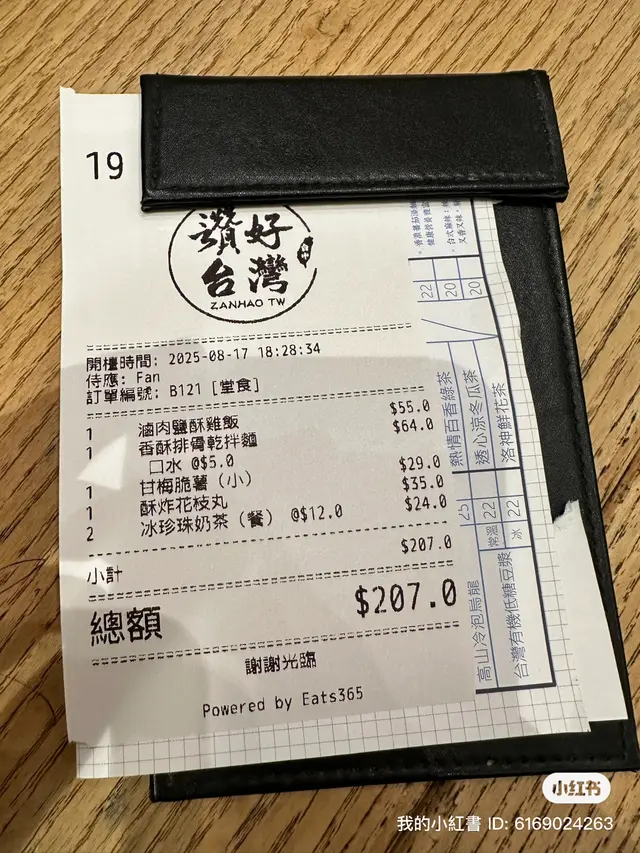 19
讚好
台灣
ZANHAO TW
開檯時間: 2025-08-17 18:28:34
侍應: Fan
訂單編號: B121 [堂食]
1 滷肉鹽酥雞飯 $55.0
1 香酥排骨乾拌麵 $64.0
口水 @$5.0
1 甘梅脆薯（小） $29.0
1 酥炸花枝丸 $35.0
2 冰珍珠奶茶（餐） @$12.0 $24.0
小計 $207.0
總額 $207.0
謝謝光臨
Powered by Eats365
22
20
20
熱情百香綠茶
透心涼冬瓜茶
洛神鮮花茶
高山冷泡烏龍 25
台灣有機低糖豆漿 常溫 22
冰 22
小红书
我的小紅書 ID: 6169024263